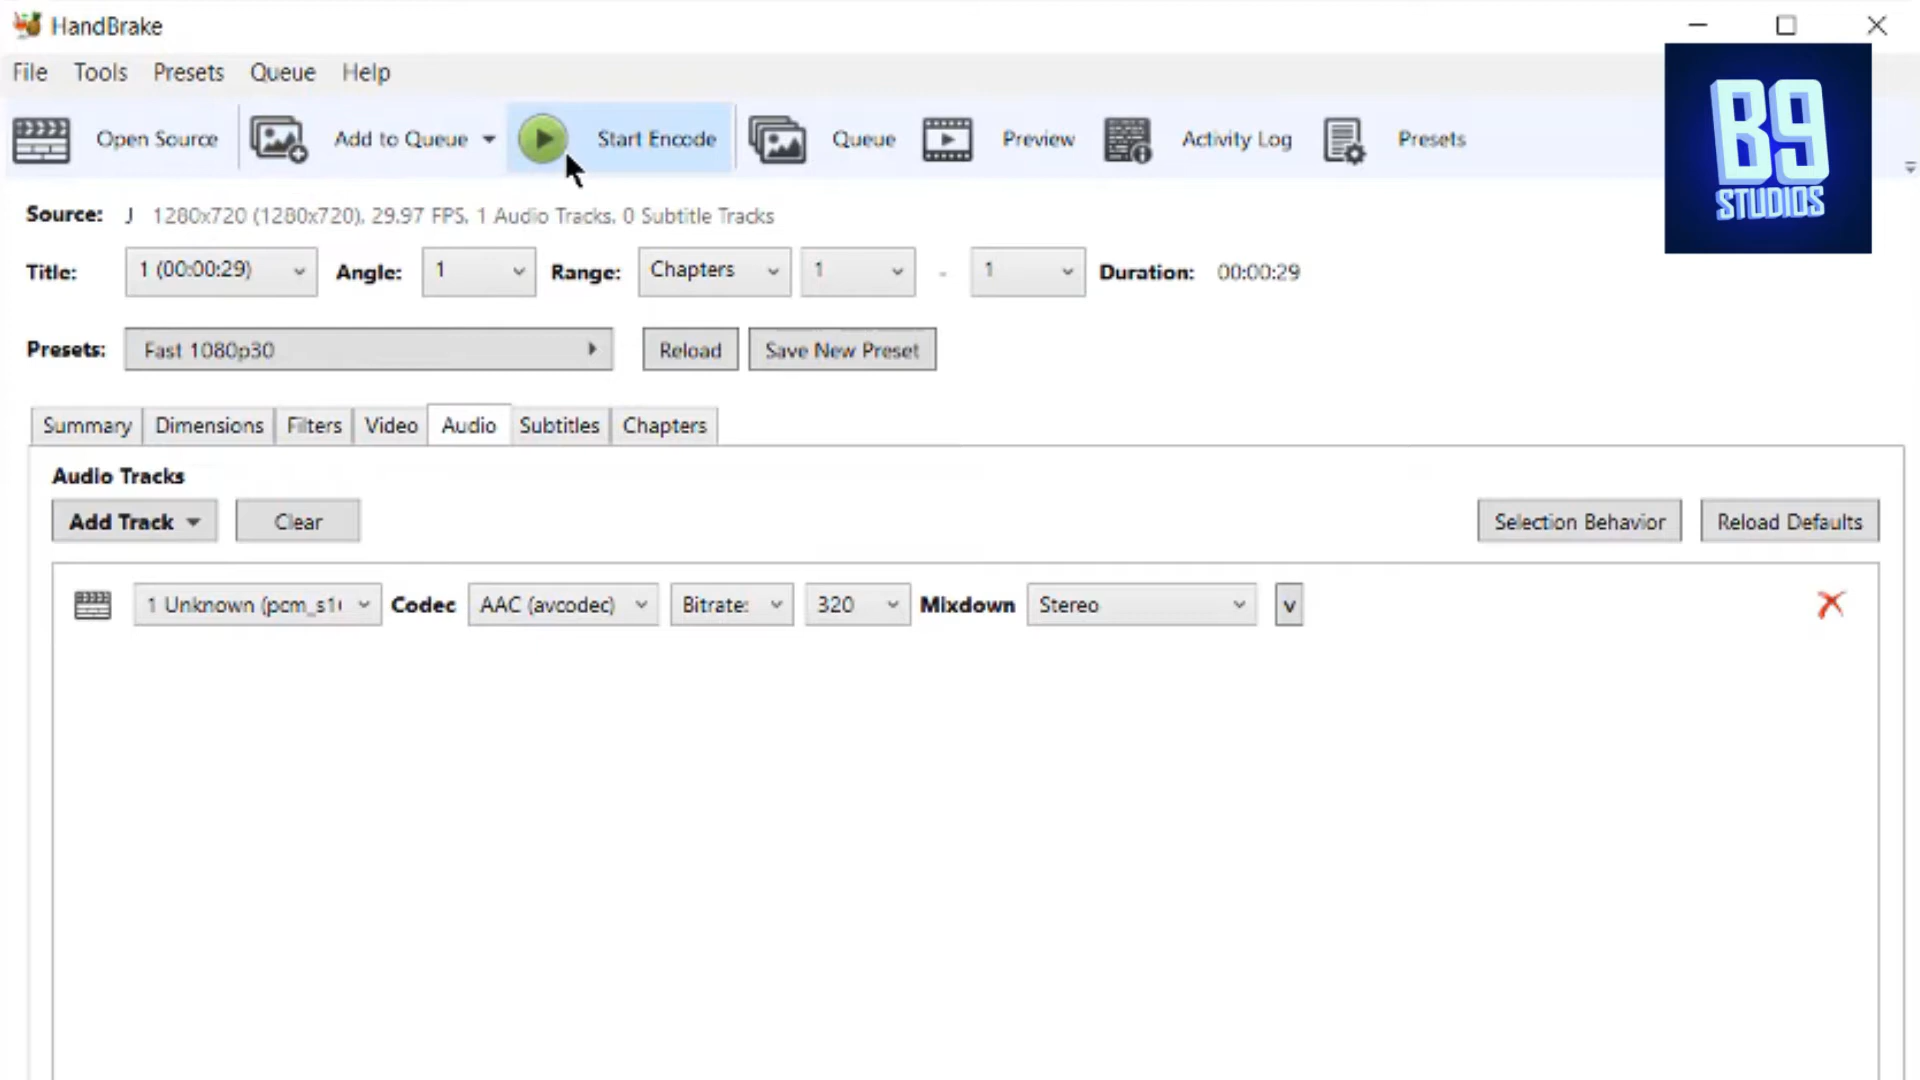 HandBrake
File Tools Presets Queue Help
Open Source Add to Queue Start Encode Queue Preview Activity Log Presets
B9
STUDIOS
Source: J 1280x720 (1280x720), 29.97 FPS, 1 Audio Tracks, 0 Subtitle Tracks
Title: 1 (00:00:29) Angle: 1 Range: Chapters 1 - 1 Duration: 00:00:29
Presets: Fast 1080p30 Reload Save New Preset
Summary Dimensions Filters Video Audio Subtitles Chapters
Audio Tracks
Add Track Clear Selection Behavior Reload Defaults
1 Unknown (pcm_s1 Codec AAC (avcodec) Bitrate: 320 Mixdown Stereo v